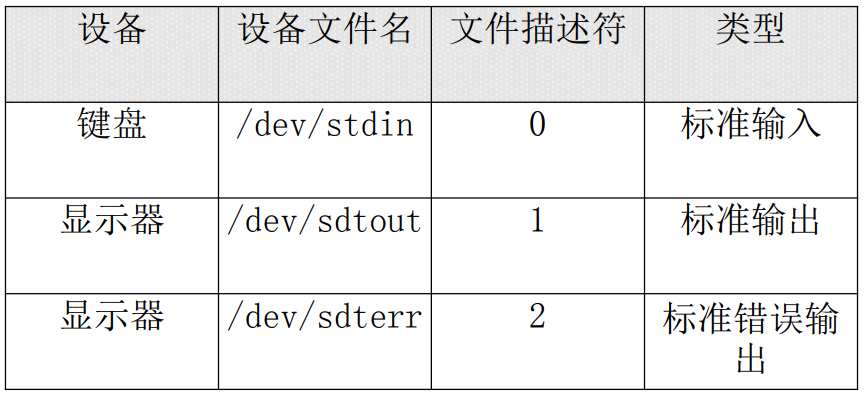 设备 设备文件名 文件描述符 类型
键盘 /dev/stdin 0 标准输入
显示器 /dev/sdtout 1 标准输出
显示器 /dev/sdterr 2 标准错误输
出